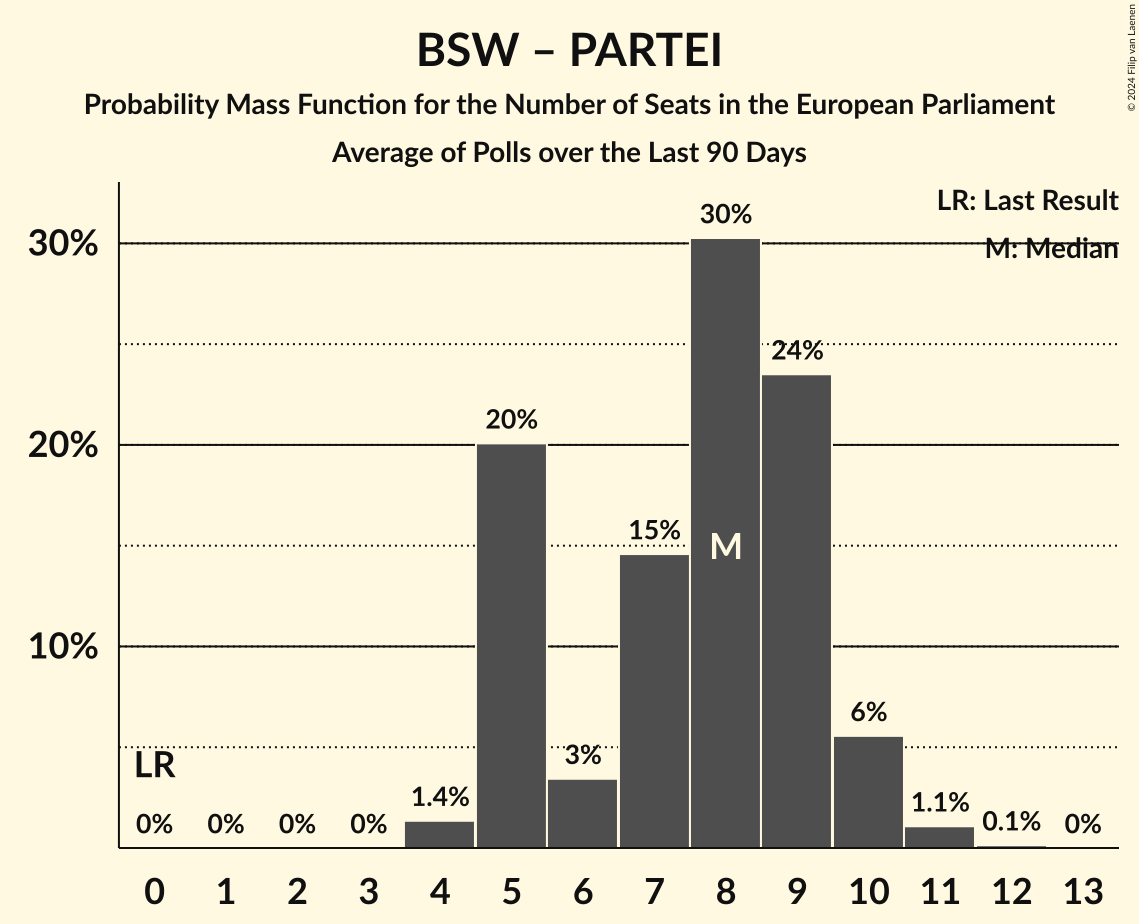 BSW – PARTEI
Probability Mass Function for the Number of Seats in the European Parliament
Average of Polls over the Last 90 Days
© 2024 Filip van Laenen
LR: Last Result
M: Median
30%
20%
10%
LR
0%
0%
0%
0%
1.4%
20%
3%
15%
30%
M
24%
6%
1.1%
0.1%
0%
0 1 2 3 4 5 6 7 8 9 10 11 12 13